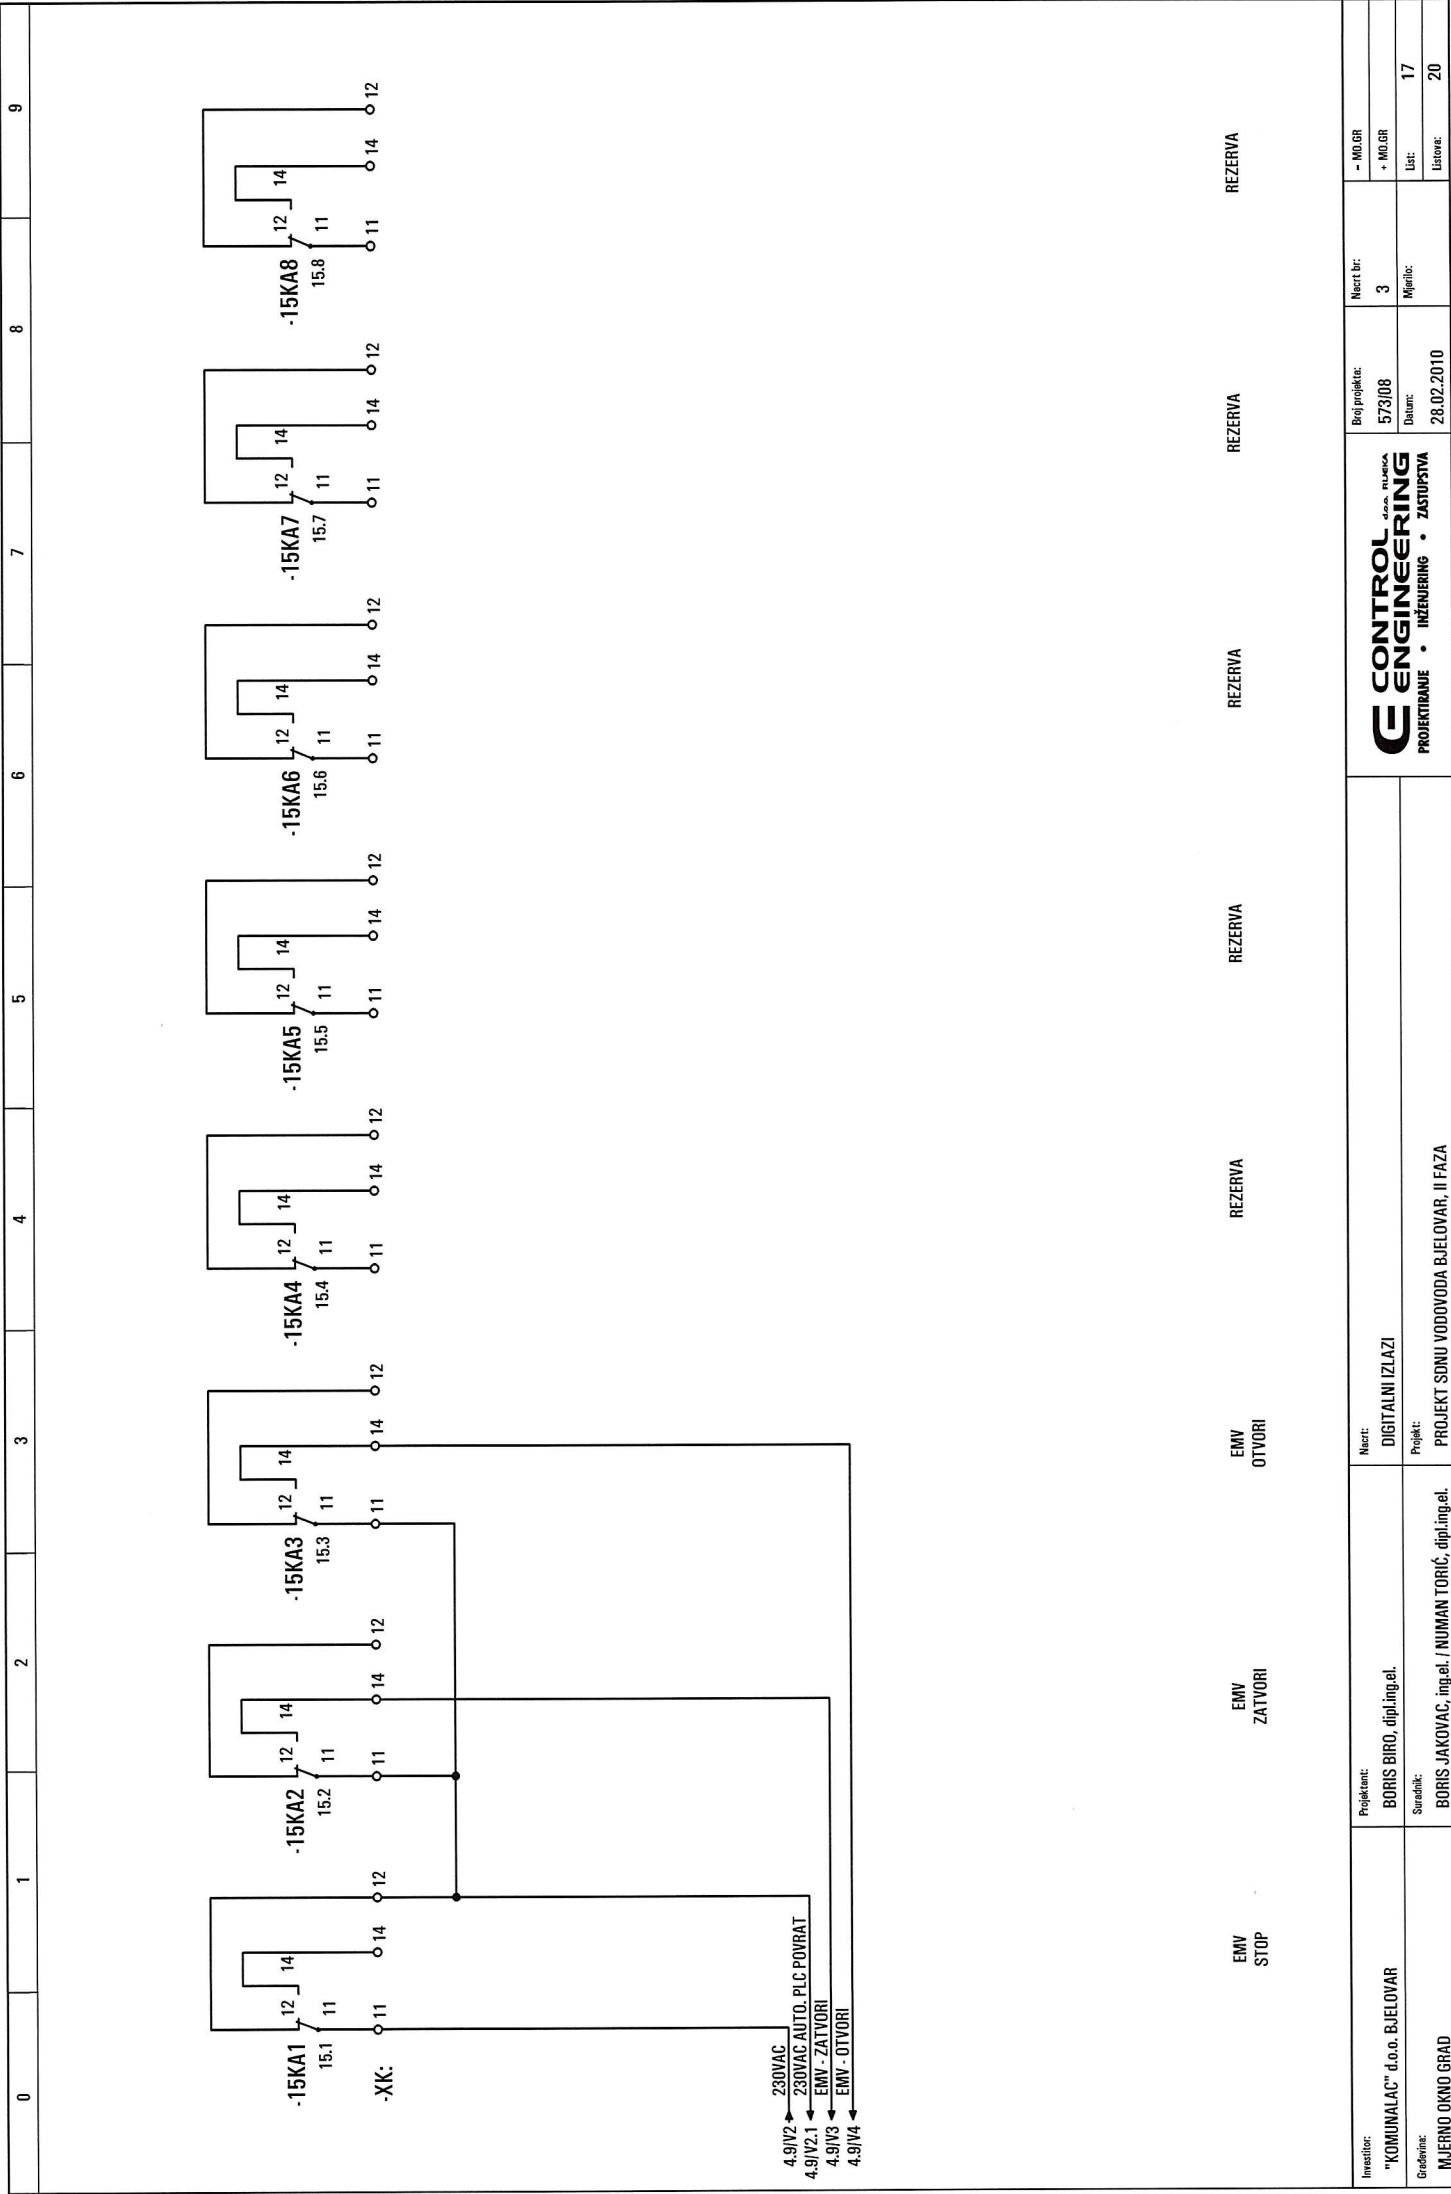 0 1 2 3 4 5 6 7 8 9
-15KA1
15.1
12 14
11
-XK: 11 14 12
-15KA2
15.2
12 14
11
11 14 12
-15KA3
15.3
12 14
11
11 14 12
-15KA4
15.4
12 14
11
11 14 12
-15KA5
15.5
12 14
11
11 14 12
-15KA6
15.6
12 14
11
11 14 12
-15KA7
15.7
12 14
11
11 14 12
-15KA8
15.8
12 14
11
11 14 12
4.9/V2 230VAC
4.9/V2.1 230VAC AUTO. PLC POVRAT
4.9/V3 EMV - ZATVORI
4.9/V4 EMV - OTVORI
EMV
STOP
EMV
ZATVORI
EMV
OTVORI
REZERVA
REZERVA
REZERVA
REZERVA
REZERVA
Investitor:
"KOMUNALAC" d.o.o. BJELOVAR
Građevina:
MJERNO OKNO GRAD
Projektant:
BORIS BIRO, dipl.ing.el.
Suradnik:
BORIS JAKOVAC, ing.el. / NUMAN TORIĆ, dipl.ing.el.
Nacrt:
DIGITALNI IZLAZI
Projekt:
PROJEKT SDNU VODOVODA BJELOVAR, II FAZA
CONTROL d.o.o. RIJEKA
ENGINEERING
PROJEKTIRANJE • INŽENJERING • ZASTUPSTVA
Broj projekta:
573/08
Datum:
28.02.2010
Nacrt br:
3
Mjerilo:
- MO.GR
+ MO.GR
List: 17
Listova: 20